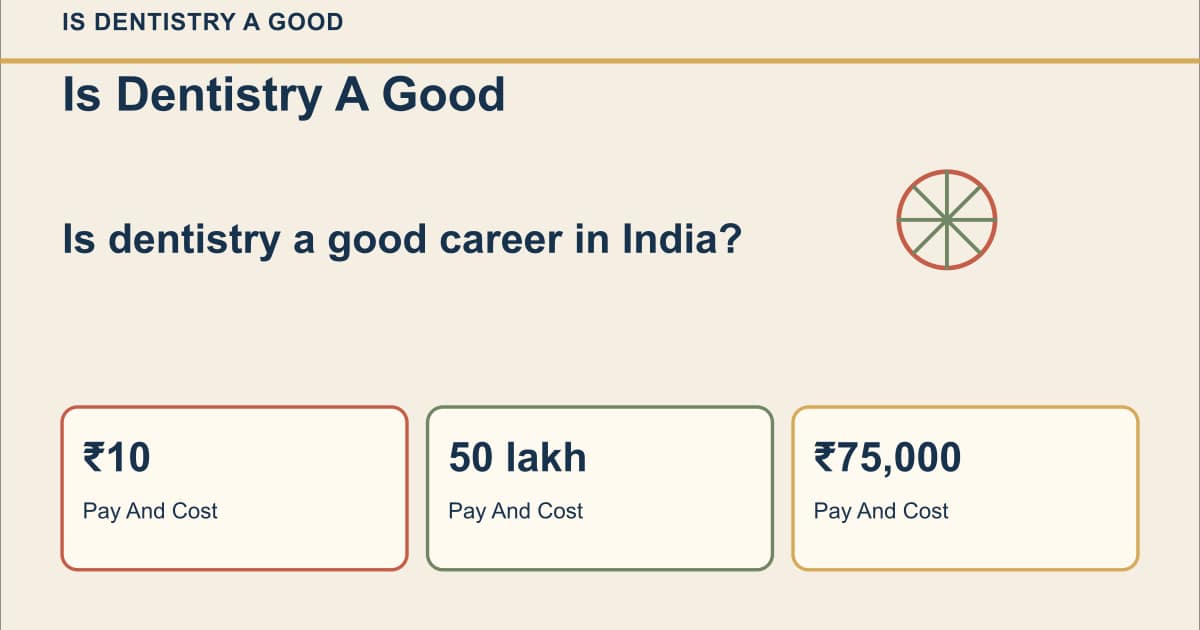 IS DENTISTRY A GOOD
Is Dentistry A Good
Is dentistry a good career in India?
₹10
Pay And Cost
50 lakh
Pay And Cost
₹75,000
Pay And Cost